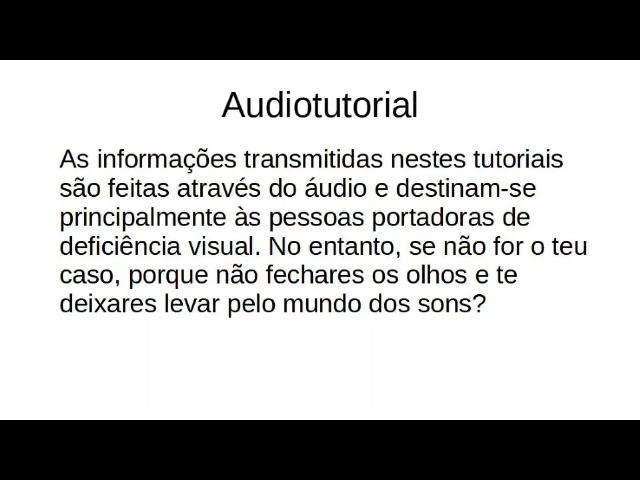 Audiotutorial
As informações transmitidas nestes tutoriais
são feitas através do áudio e destinam-se
principalmente às pessoas portadoras de
deficiência visual. No entanto, se não for o teu
caso, porque não fechares os olhos e te
deixares levar pelo mundo dos sons?